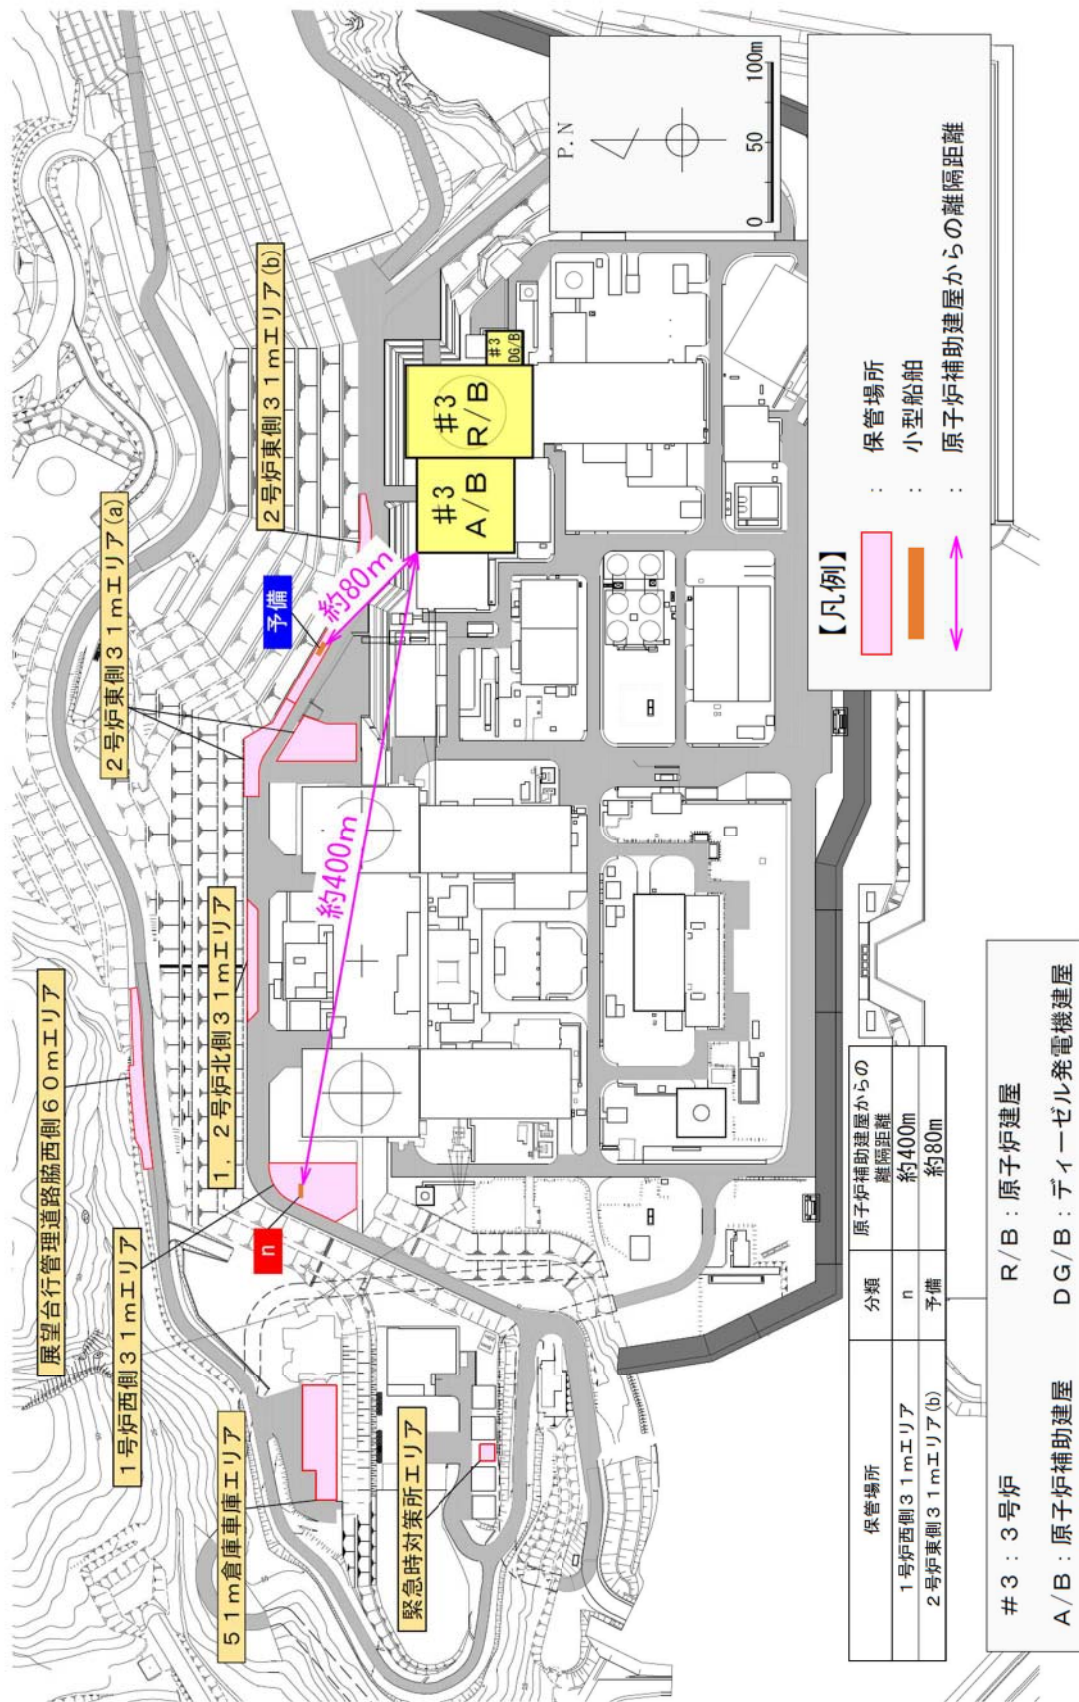 展望台行管理道路脇西側６０ｍエリア
１号炉西側３１ｍエリア
５１ｍ倉庫車庫エリア
緊急時対策所エリア
１，２号炉北側３１ｍエリア
２号炉東側３１ｍエリア(a)
２号炉東側３１ｍエリア(b)
n
予備
約400m
約80m
#3
A/B
#3
R/B
#3
DG/B
P.N
0 50 100m
【凡例】
： 保管場所
： 小型船舶
： 原子炉補助建屋からの離隔距離
保管場所 分類 原子炉補助建屋からの
離隔距離
１号炉西側３１ｍエリア n 約400m
２号炉東側３１ｍエリア(b) 予備 約80m
＃３：３号炉 R/B：原子炉建屋
A/B：原子炉補助建屋 DG/B：ディーゼル発電機建屋